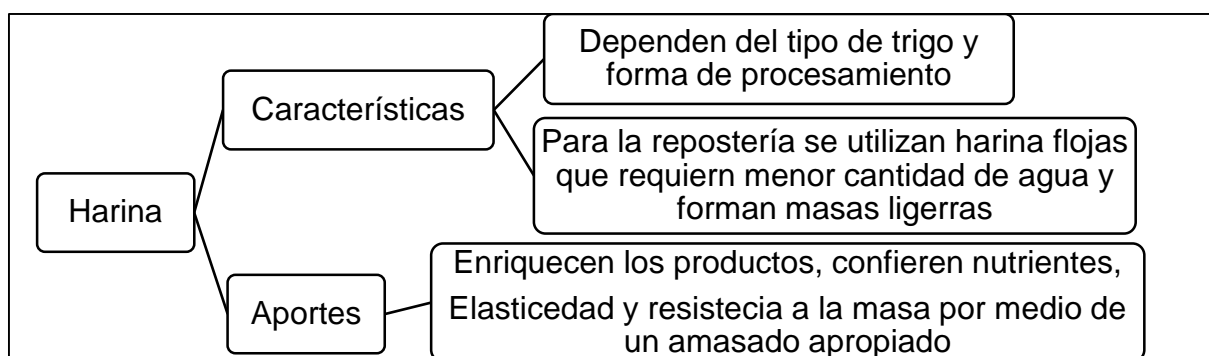 Harina
Característícas
Dependen del tipo de trigo y
forma de procesamiento
Para la repostería se utilizan harina flojas
que requiern menor cantidad de agua y
forman masas ligerras
Aportes
Enriquecen los productos, confieren nutrientes,
Elasticedad y resistecia a la masa por medio de
un amasado apropiado